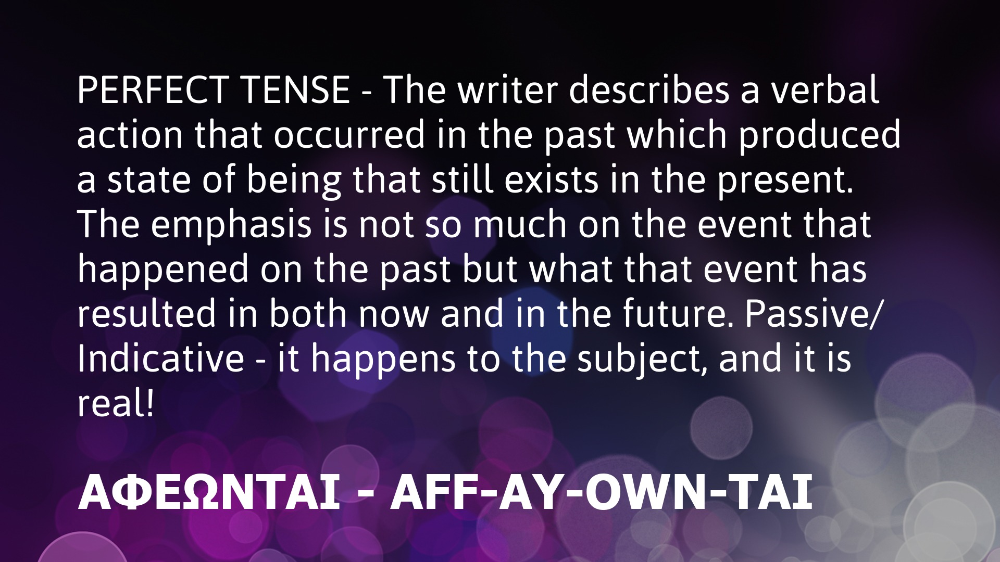 PERFECT TENSE - The writer describes a verbal
action that occurred in the past which produced
a state of being that still exists in the present.
The emphasis is not so much on the event that
happened on the past but what that event has
resulted in both now and in the future. Passive/
Indicative - it happens to the subject, and it is
real!
ΑΦΕΩΝΤΑΙ - AFF-AY-OWN-TAI